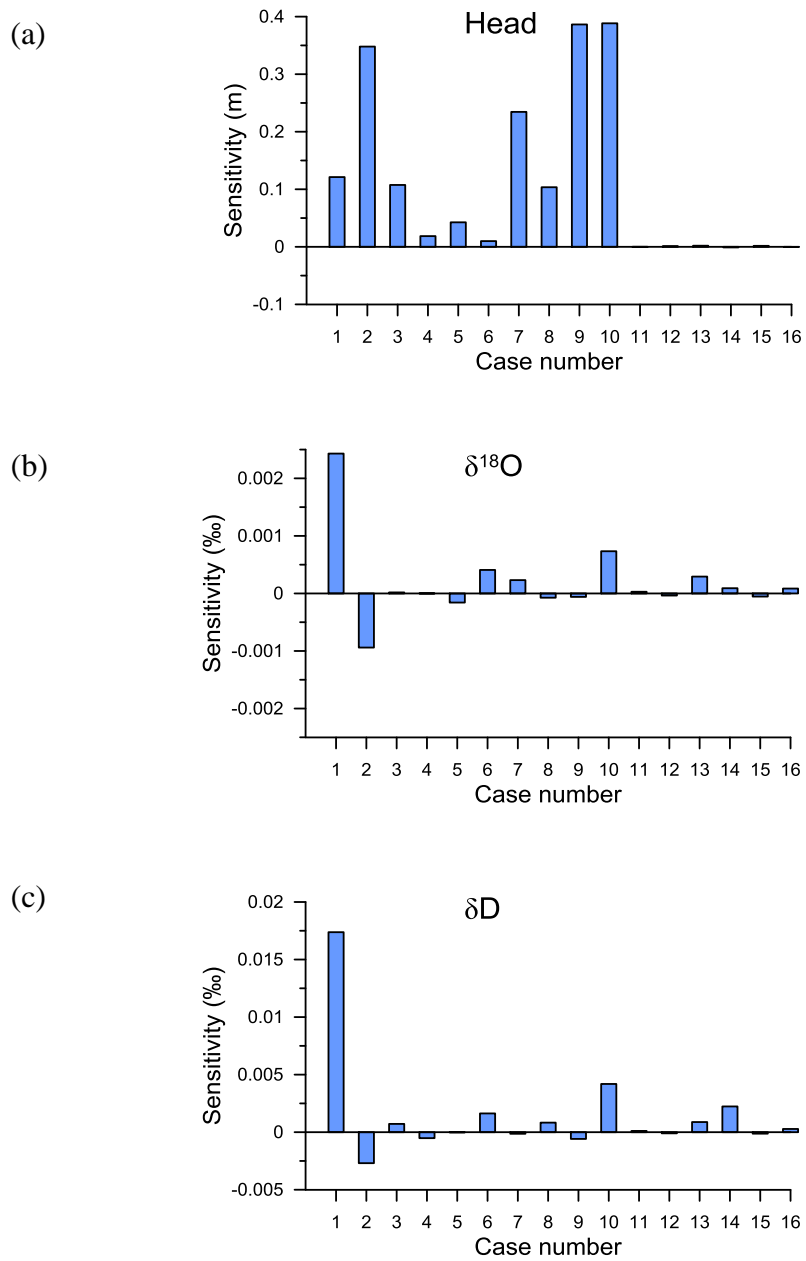 (a)
Head
Sensitivity (m)
0.4
0.3
0.2
0.1
0
-0.1
1 2 3 4 5 6 7 8 9 10 11 12 13 14 15 16
Case number
(b)
δ¹⁸O
Sensitivity (‰)
0.002
0.001
0
-0.001
-0.002
1 2 3 4 5 6 7 8 9 10 11 12 13 14 15 16
Case number
(c)
δD
Sensitivity (‰)
0.02
0.015
0.01
0.005
0
-0.005
1 2 3 4 5 6 7 8 9 10 11 12 13 14 15 16
Case number